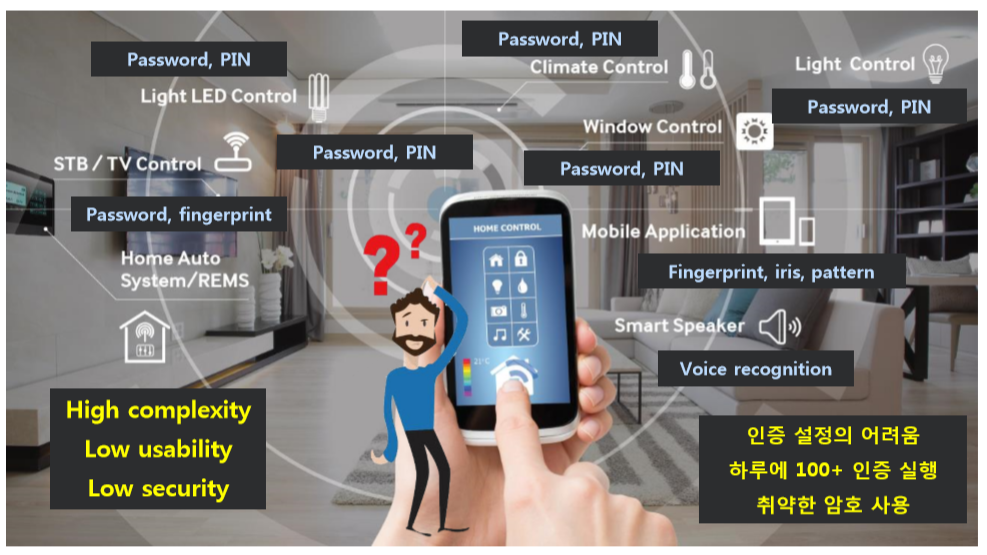 Password, PIN
Light LED Control
Password, PIN
Climate Control
Light Control
Password, PIN
Window Control
Password, PIN
Password, PIN
STB / TV Control
Password, fingerprint
Home Auto
System/REMS
??
HOME CONTROL
21°C
Mobile Application
Fingerprint, iris, pattern
Smart Speaker
Voice recognition
High complexity
Low usability
Low security
인증 설정의 어려움
하루에 100+ 인증 실행
취약한 암호 사용